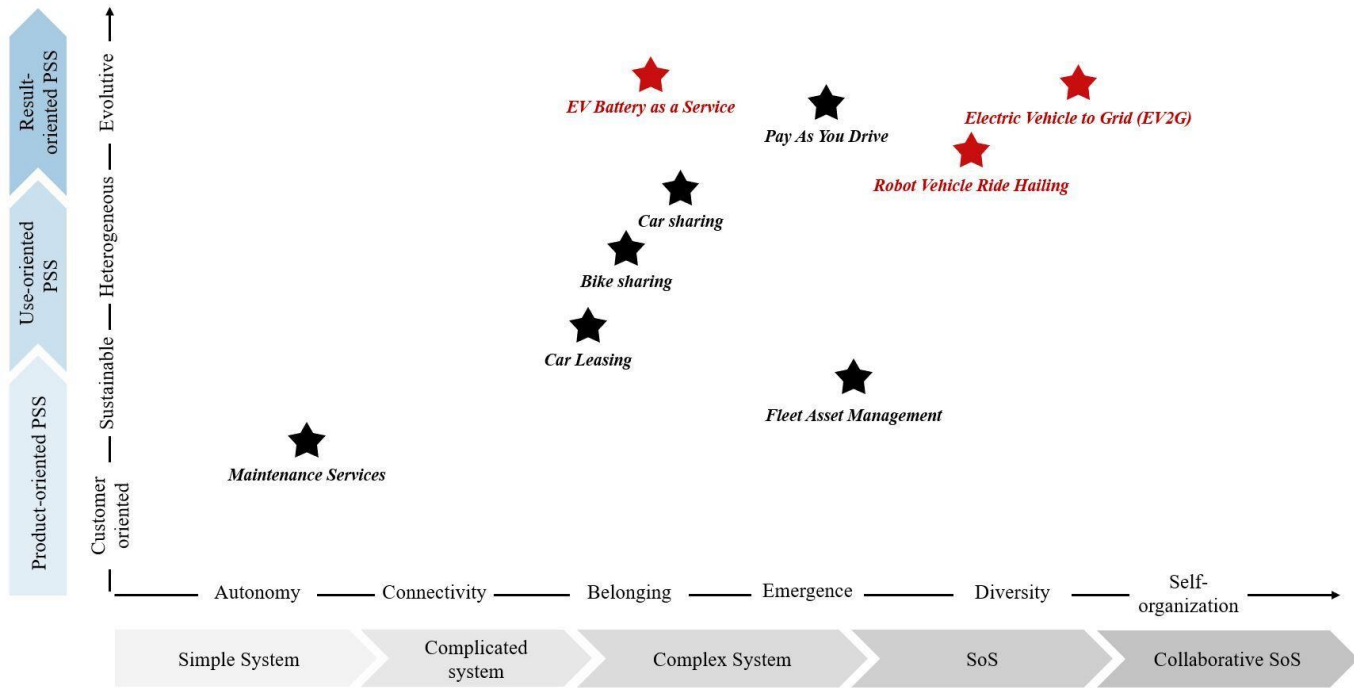 Result-
oriented PSS
Use-oriented
PSS
Product-oriented PSS
Evolutive
Heterogeneous
Sustainable
Customer
oriented
EV Battery as a Service
Pay As You Drive
Electric Vehicle to Grid (EV2G)
Robot Vehicle Ride Hailing
Car sharing
Bike sharing
Car Leasing
Fleet Asset Management
Maintenance Services
Autonomy
Connectivity
Belonging
Emergence
Diversity
Self-
organization
Simple System
Complicated
system
Complex System
SoS
Collaborative SoS